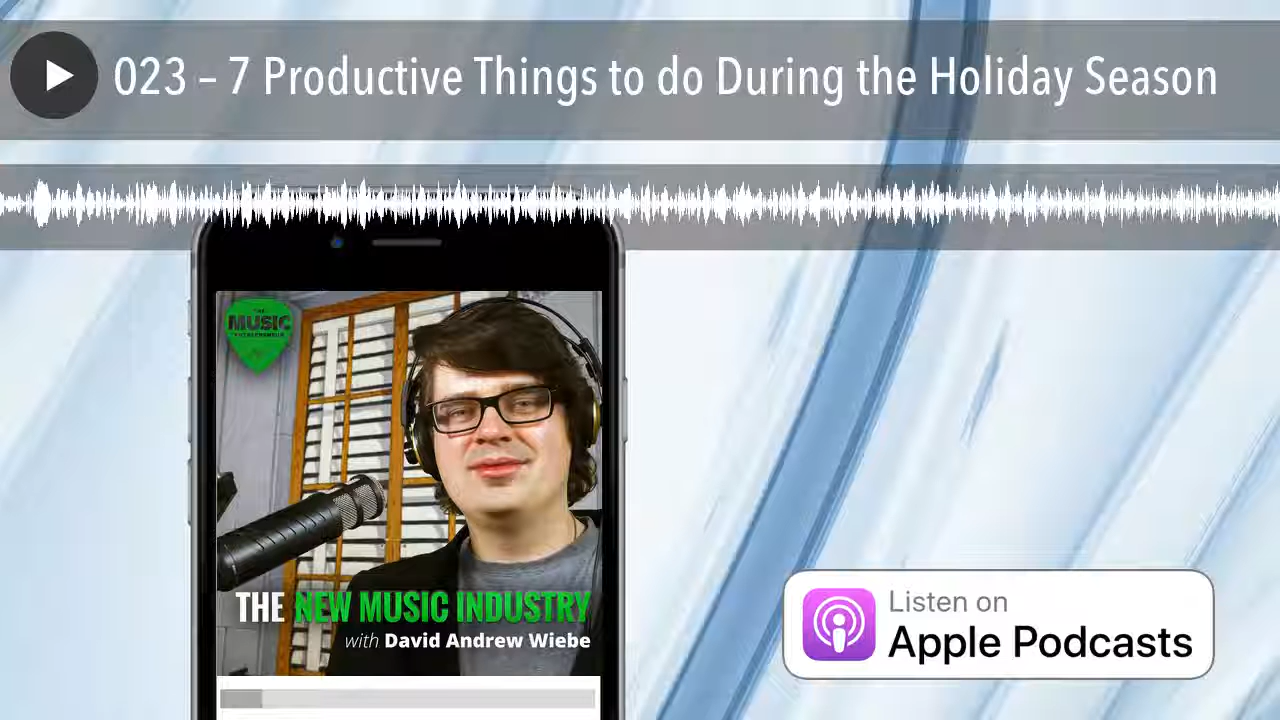 023 – 7 Productive Things to do During the Holiday Season
THE
MUSIC
ENTREPRENEUR
THE NEW MUSIC INDUSTRY
with David Andrew Wiebe
Listen on
Apple Podcasts